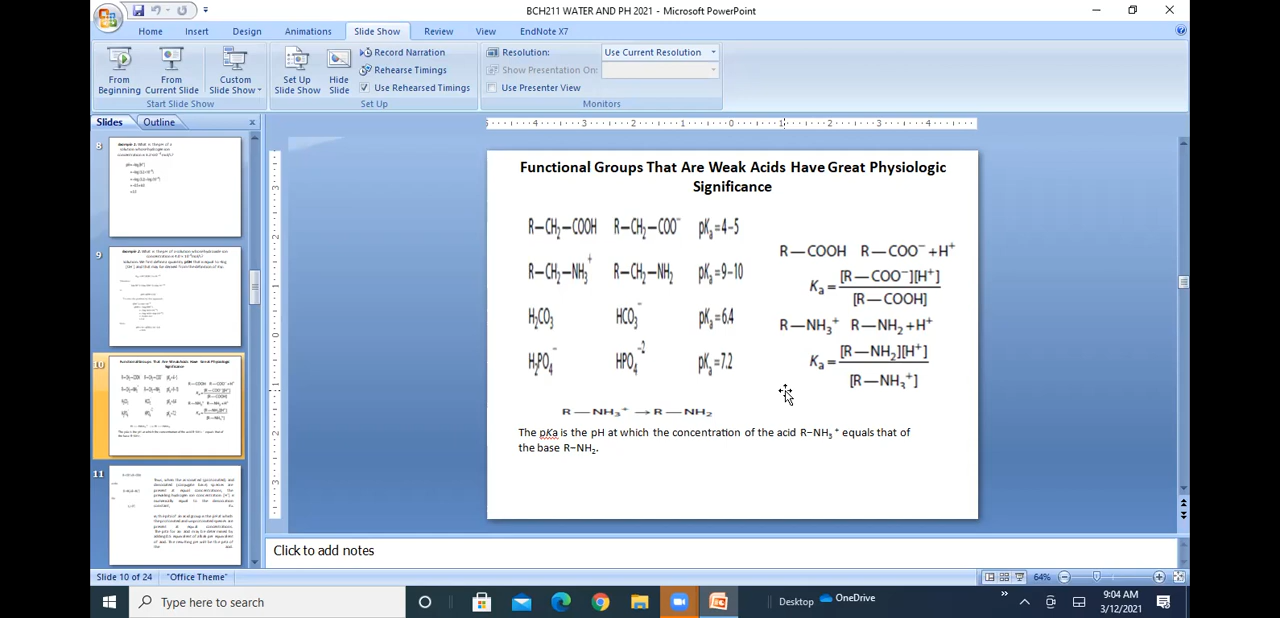 BCH211 WATER AND PH 2021 - Microsoft PowerPoint
Home Insert Design Animations Slide Show Review View EndNote X7
From Beginning
From Current Slide
Custom Slide Show
Start Slide Show
Set Up Slide Show
Hide Slide
Record Narration
Rehearse Timings
Use Rehearsed Timings
Set Up
Resolution: Use Current Resolution
Show Presentation On:
Use Presenter View
Monitors
Slides Outline
8
9
10
11
Functional Groups That Are Weak Acids Have Great Physiologic
Significance
R—CH₂—COOH R—CH₂—COO⁻ pKₐ=4–5
R—CH₂—NH₃⁺ R—CH₂—NH₂ pKₐ=9–10
H₂CO₃ HCO₃⁻ pKₐ=6.4
H₂PO₄⁻ HPO₄⁻² pKₐ=7.2
R—COOH R—COO⁻+H⁺
Kₐ=[R—COO⁻][H⁺]
[R—COOH]
R—NH₃⁺ R—NH₂+H⁺
Kₐ=[R—NH₂][H⁺]
[R—NH₃⁺]
R—NH₃⁺ →R—NH₂
The pKa is the pH at which the concentration of the acid R–NH₃⁺ equals that of
the base R–NH₂.
Click to add notes
Slide 10 of 24 "Office Theme" 64%
Type here to search
Desktop OneDrive
9:04 AM
3/12/2021